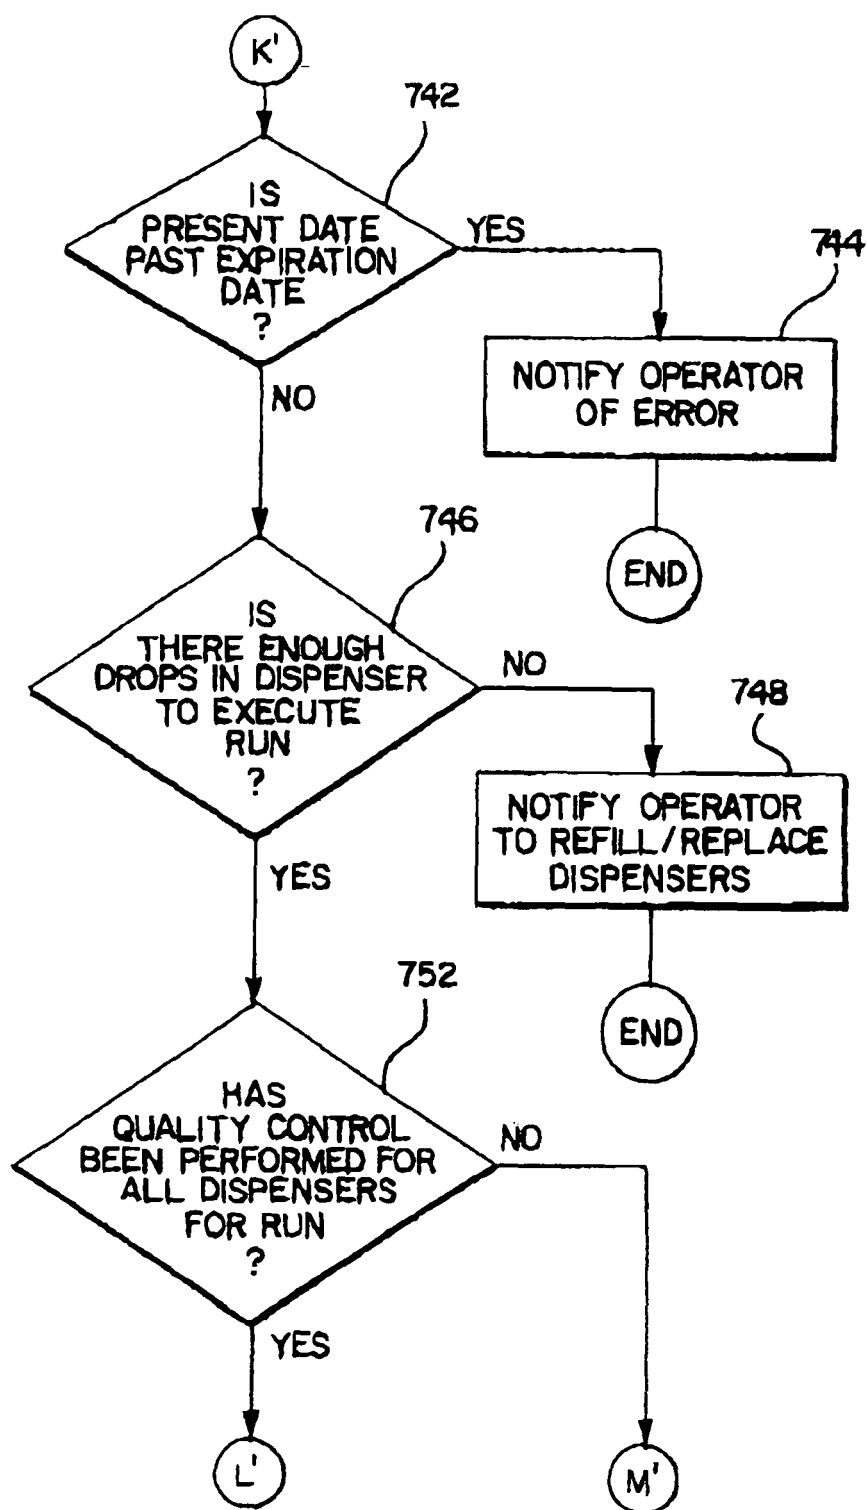 K'
742
IS
PRESENT DATE
PAST EXPIRATION
DATE
?
YES
744
NOTIFY OPERATOR
OF ERROR
END
NO
746
IS
THERE ENOUGH
DROPS IN DISPENSER
TO EXECUTE
RUN
?
NO
748
NOTIFY OPERATOR
TO REFILL/REPLACE
DISPENSERS
END
YES
752
HAS
QUALITY CONTROL
BEEN PERFORMED FOR
ALL DISPENSERS
FOR RUN
?
NO
YES
L'
M'